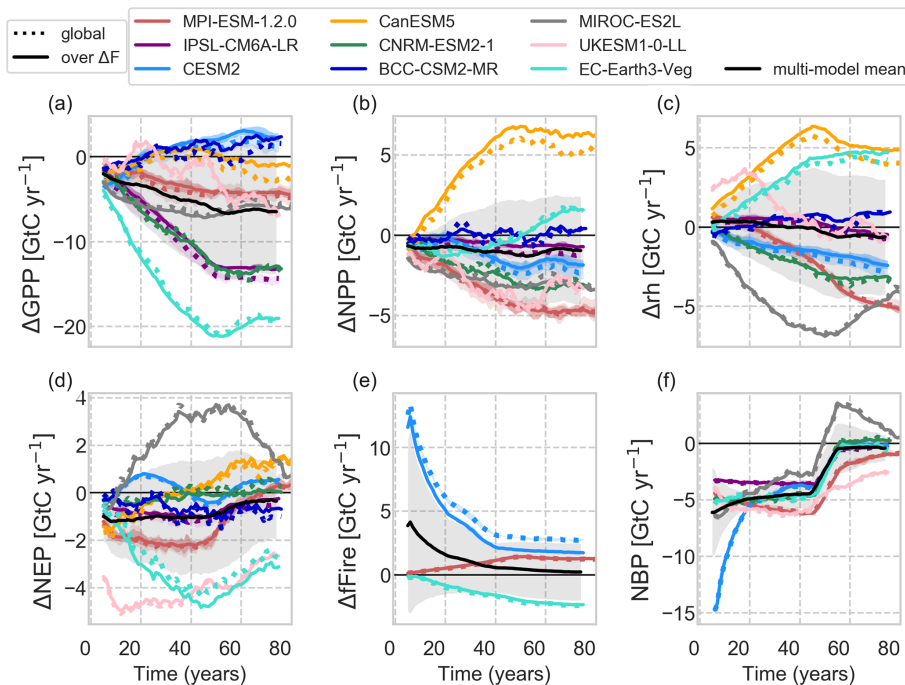 global
over ΔF
MPI-ESM-1.2.0
IPSL-CM6A-LR
CESM2
CanESM5
CNRM-ESM2-1
BCC-CSM2-MR
MIROC-ES2L
UKESM1-0-LL
EC-Earth3-Veg
multi-model mean
(a)
ΔGPP [GtC yr⁻¹]
0
−10
−20
(b)
ΔNPP [GtC yr⁻¹]
5
0
−5
(c)
Δrh [GtC yr⁻¹]
5
0
−5
(d)
ΔNEP [GtC yr⁻¹]
4
2
0
−2
−4
0 20 40 60 80
Time (years)
(e)
ΔfFire [GtC yr⁻¹]
10
5
0
0 20 40 60 80
Time (years)
(f)
NBP [GtC yr⁻¹]
0
−5
−10
−15
0 20 40 60 80
Time (years)